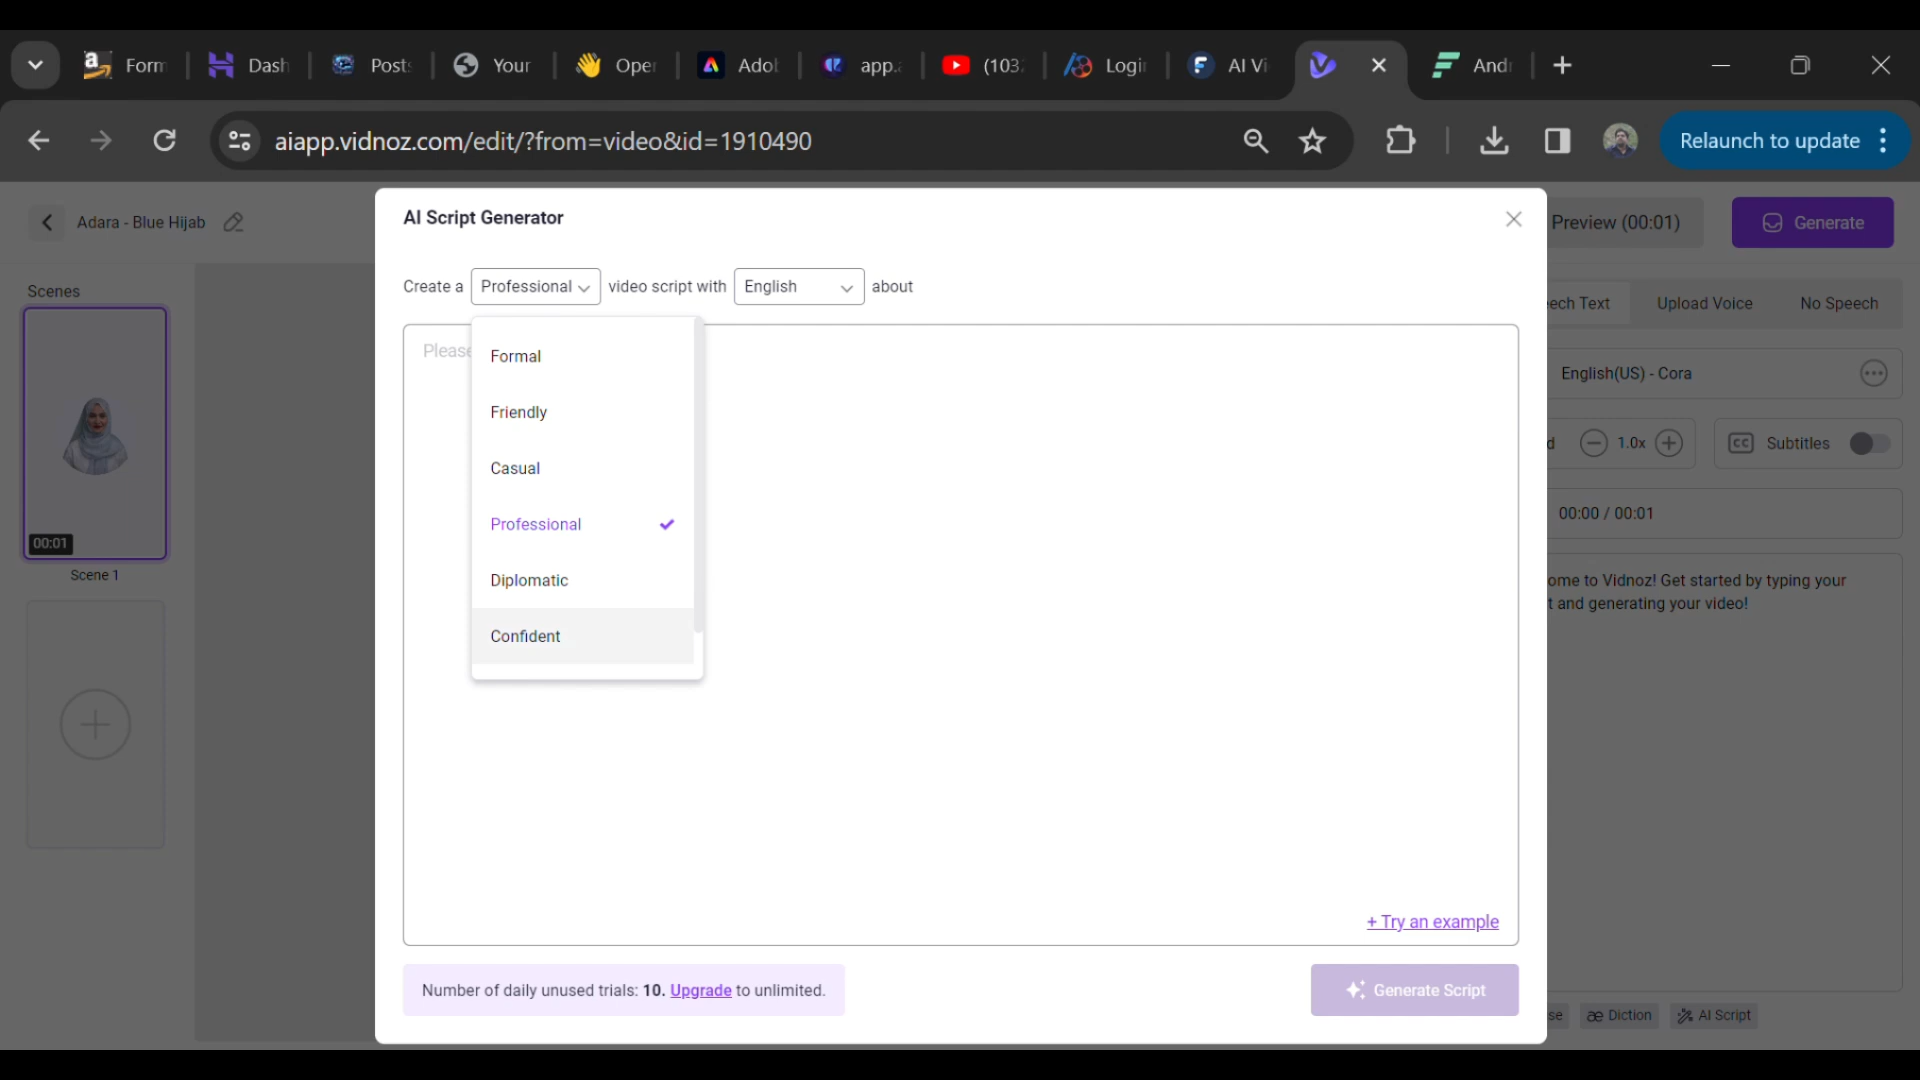 Form
Dash
Posts
Your
Oper
Adol
app.
(103
Login
AI Vi
Andr
aiapp.vidnoz.com/edit/?from=video&id=1910490
Relaunch to update
Adara - Blue Hijab
AI Script Generator
Preview (00:01)
Generate
Create a
Professional
video script with
English
about
Scenes
ech Text
Upload Voice
No Speech
Please
Formal
Friendly
Casual
Professional
Diplomatic
Confident
English(US) - Cora
d
1.0x
Subtitles
00:00 / 00:01
00:01
Scene 1
ome to Vidnoz! Get started by typing your
t and generating your video!
+ Try an example
Number of daily unused trials: 10. Upgrade to unlimited.
Generate Script
se
Diction
AI Script